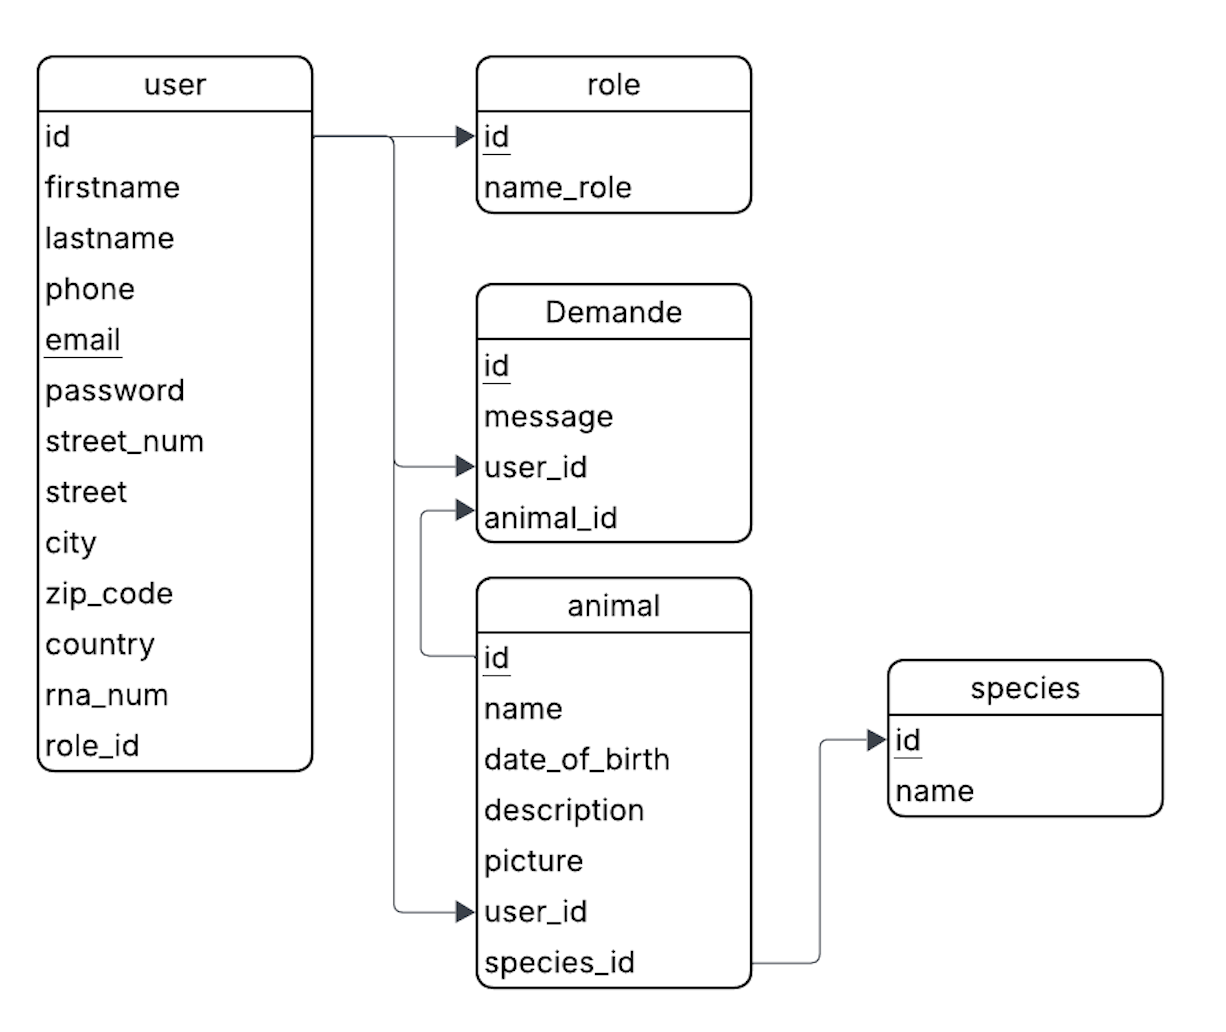 user
id
firstname
lastname
phone
email
password
street_num
street
city
zip_code
country
rna_num
role_id
role
id
name_role
Demande
id
message
user_id
animal_id
animal
id
name
date_of_birth
description
picture
user_id
species_id
species
id
name